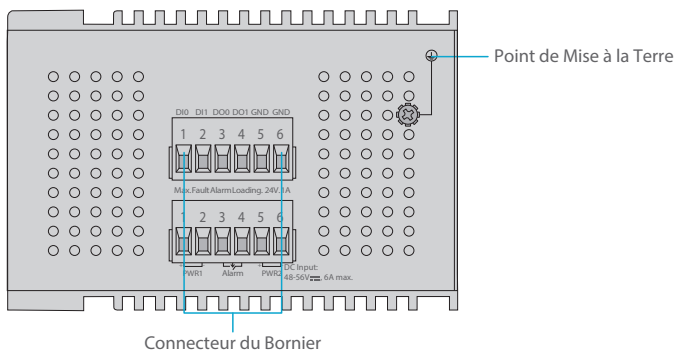 Point de Mise à la Terre
DI0 DI1 DO0 DO1 GND GND
1 2 3 4 5 6
Max. Fault Alarm Loading. 24V.1A
1 2 3 4 5 6
+ - + -
PWR1 Alarm PWR2
DC Input:
48-56V⎓, 6A max.
Connecteur du Bornier